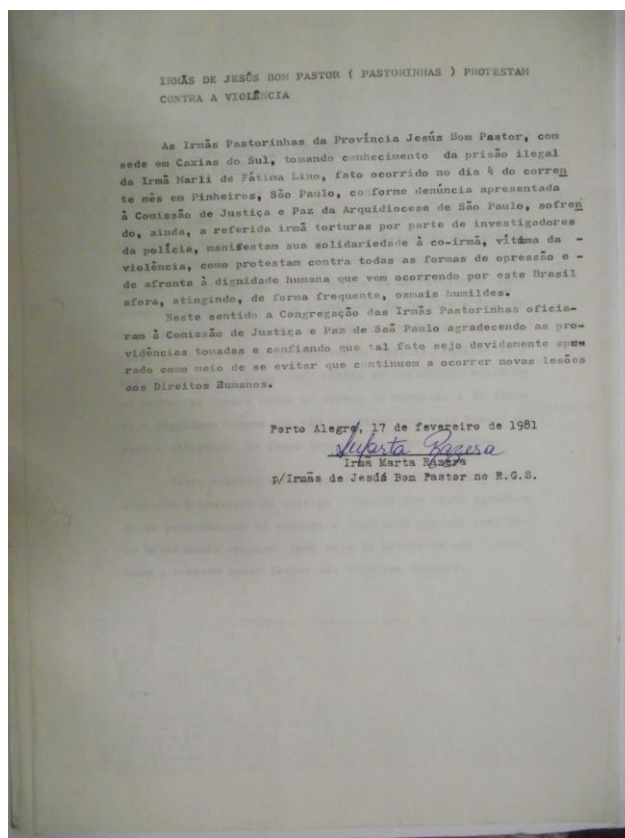 IRMÃS DE JESÚS BOM PASTOR ( PASTORINHAS ) PROTESTAM
CONTRA A VIOLÊNCIA
As Irmãs Pastorinhas da Província Jesús Bom Pastor, com
sede em Caxias do Sul, tomando conhecimento da prisão ilegal
da Irmã Marli de Fátima Lino, fato ocorrido no dia 4 do corren
te mês em Pinheiros, São Paulo, conforme denúncia apresentada
à Comissão de Justiça e Paz da Arquidiocese de São Paulo, sofren
do, ainda, a referida irmã torturas por parte de investigadores
da polícia, manifestam sua solidariedade à co-irmã, vítima da -
violência, como protestam contra todas as formas de opressão e -
de afronta à dignidade humana que vem ocorrendo por este Brasil
afora, atingindo, de forma frequente, osmais humildes.
Neste sentido a Congregação das Irmãs Pastorinhas oficia-
ram à Comissão de Justiça e Paz de Saõ Paulo agradecendo as pro-
vidências tomadas e confiando que tal fato seja devidamente apu
rado como meio de se evitar que continuem a ocorrer novas lesões
aos Direitos Humanos.
Porto Alegre, 17 de fevereiro de 1981
Marta Razera
Irmã Marta Razera
p/Irmãs de Jesús Bom Pastor no R.G.S.